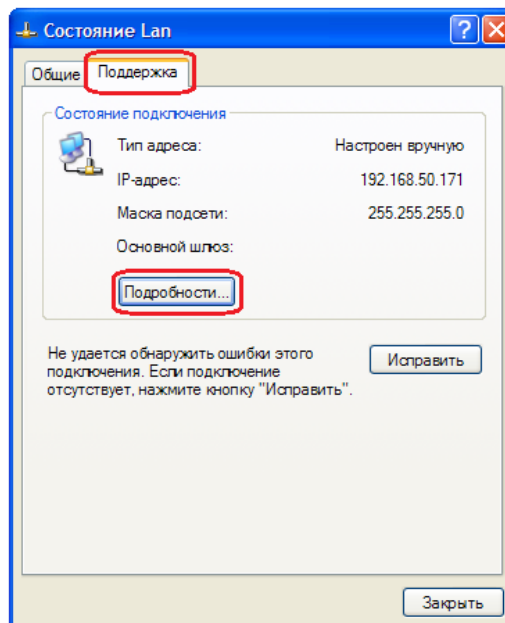 Состояние Lan
Общие Поддержка
Состояние подключения
Тип адреса: Настроен вручную
IP-адрес: 192.168.50.171
Маска подсети: 255.255.255.0
Основной шлюз:
Подробности...
Не удается обнаружить ошибки этого
подключения. Если подключение
отсутствует, нажмите кнопку "Исправить".
Исправить
Закрыть